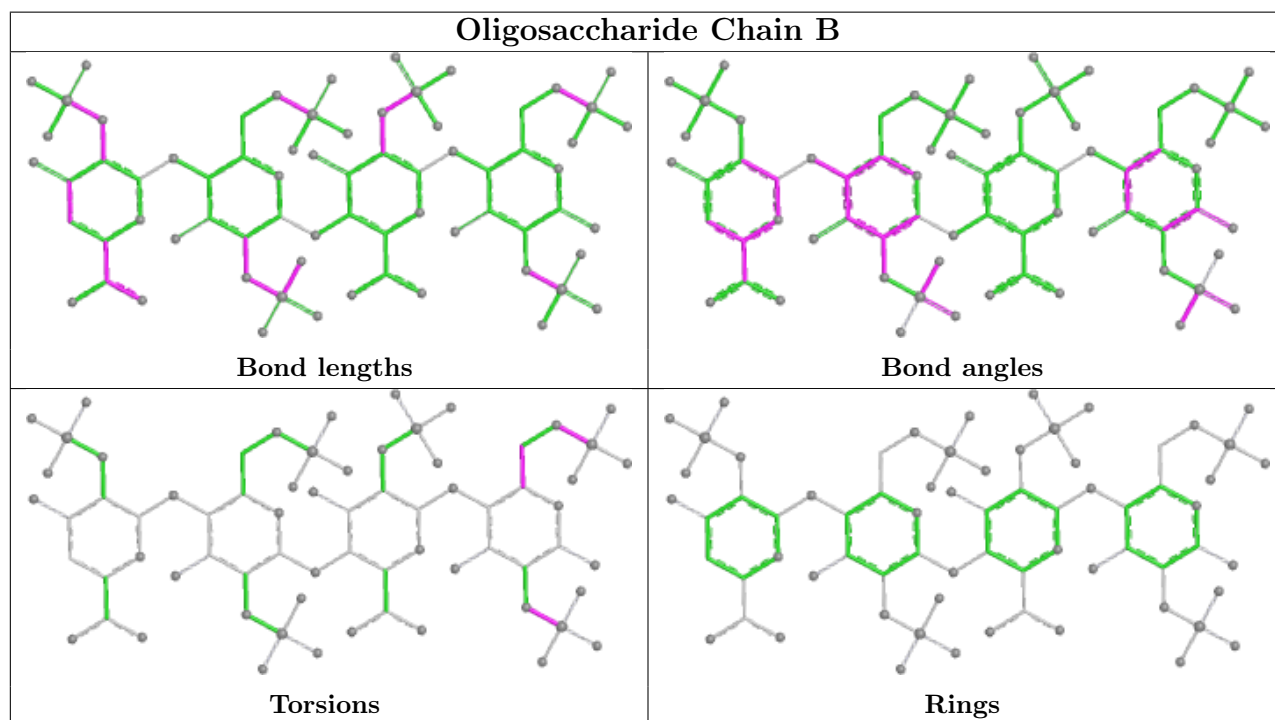 Oligosaccharide Chain B
Bond lengths
Bond angles
Torsions
Rings